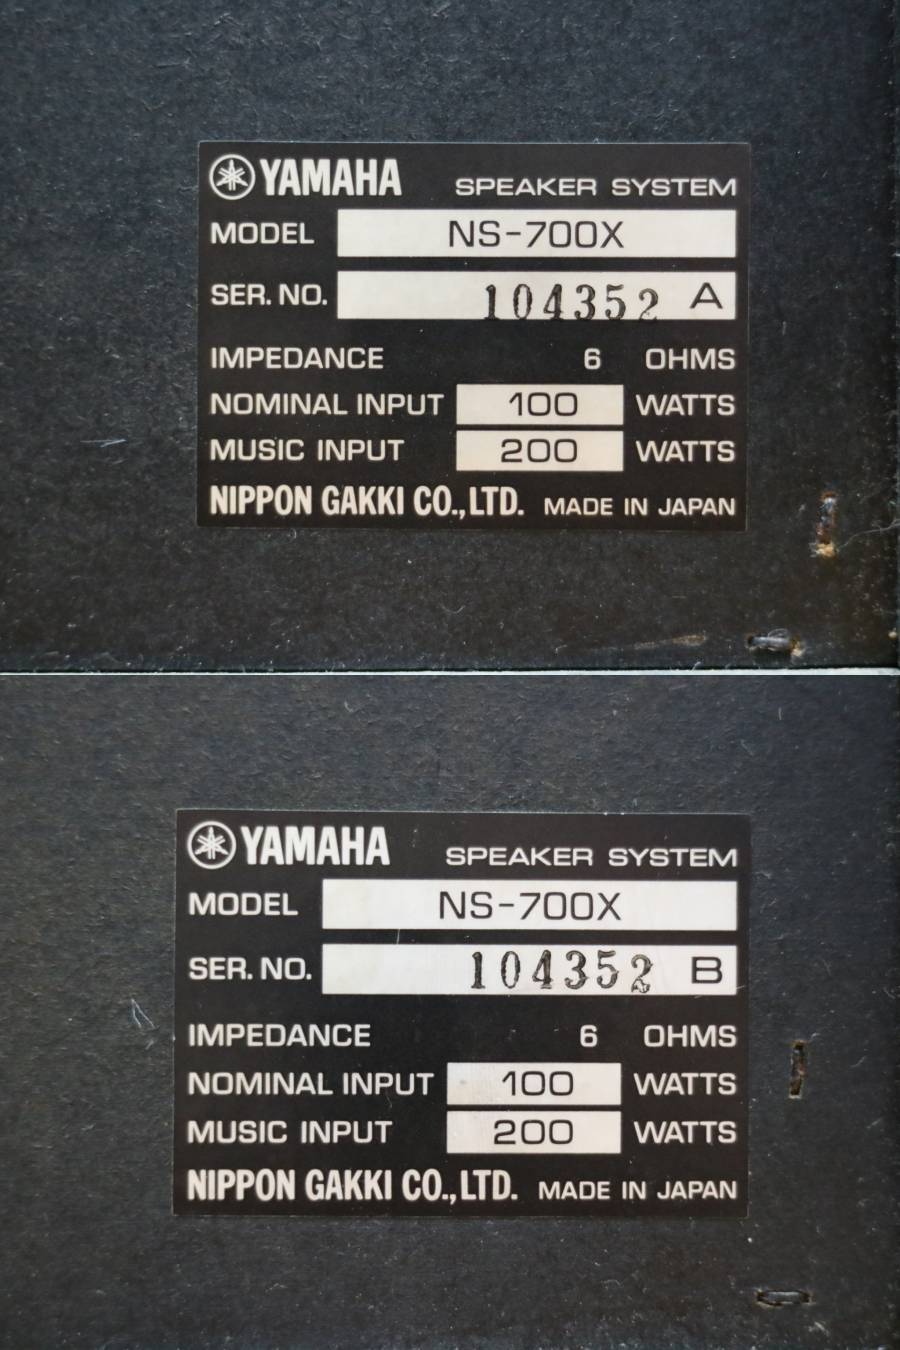 YAMAHA SPEAKER SYSTEM
MODEL NS-700X
SER. NO. 104352 A
IMPEDANCE 6 OHMS
NOMINAL INPUT 100 WATTS
MUSIC INPUT 200 WATTS
NIPPON GAKKI CO., LTD. MADE IN JAPAN
YAMAHA SPEAKER SYSTEM
MODEL NS-700X
SER. NO. 104352 B
IMPEDANCE 6 OHMS
NOMINAL INPUT 100 WATTS
MUSIC INPUT 200 WATTS
NIPPON GAKKI CO., LTD. MADE IN JAPAN